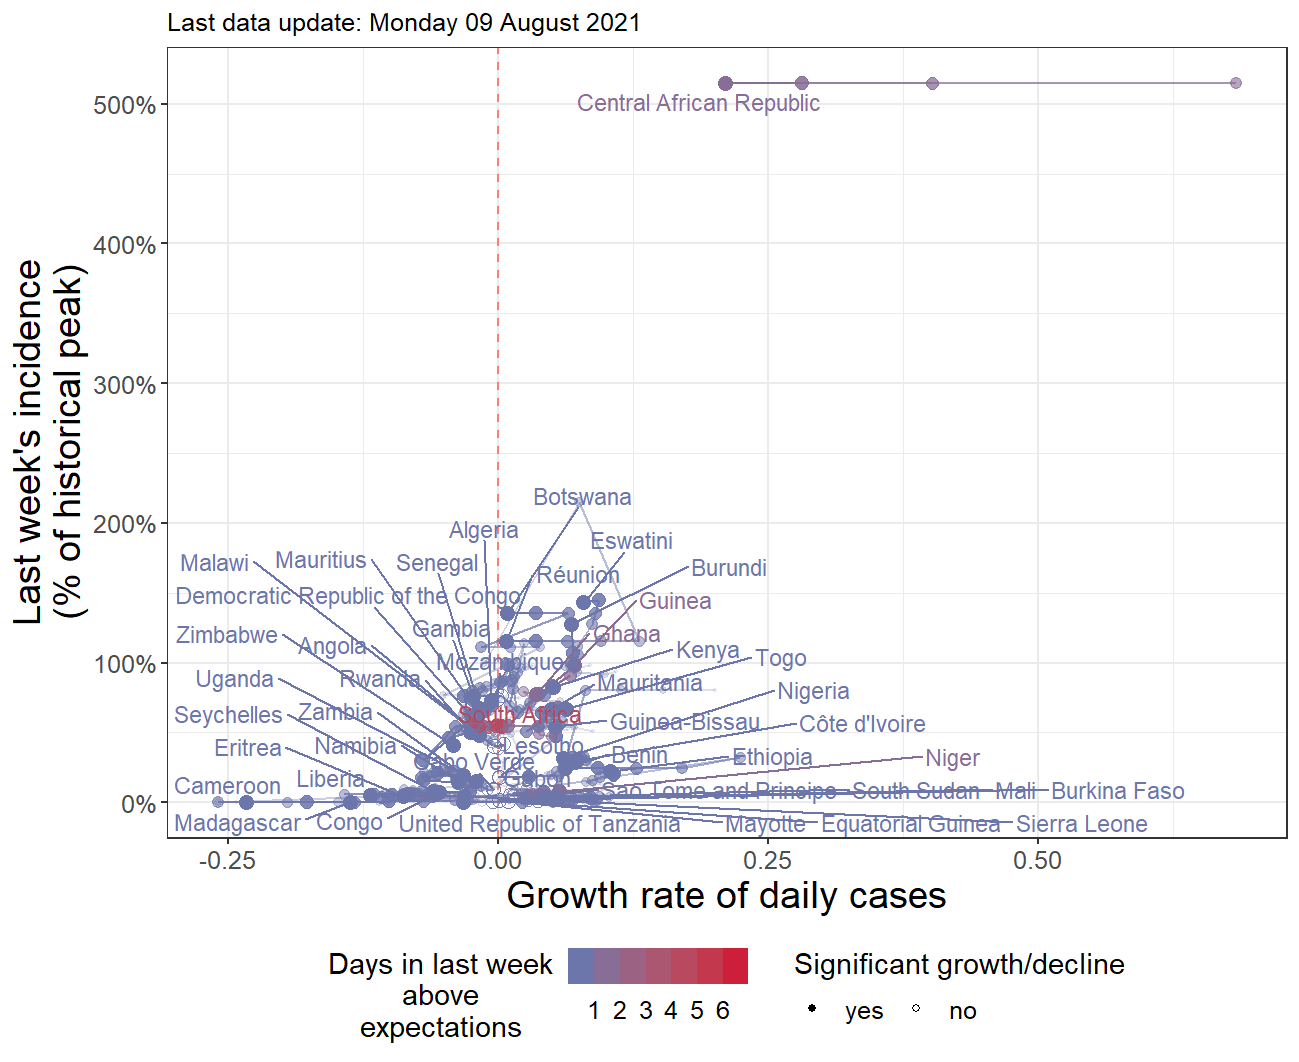 Last data update: Monday 09 August 2021
Last week's incidence
(% of historical peak)
500%
400%
300%
200%
100%
0%
Central African Republic
Botswana
Algeria
Eswatini
Malawi
Mauritius
Senegal
Réunion
Burundi
Democratic Republic of the Congo
Guinea
Zimbabwe
Angola
Gambia
Ghana
Mozambique
Kenya
Togo
Uganda
Rwanda
Mauritania
Nigeria
Seychelles
Zambia
South Africa
Guinea-Bissau
Côte d'Ivoire
Eritrea
Namibia
Lesotho
Cabo Verde
Benin
Ethiopia
Niger
Cameroon
Liberia
Gabon
Sao Tome and Principe
South Sudan
Mali
Burkina Faso
Madagascar
Congo
United Republic of Tanzania
Mayotte
Equatorial Guinea
Sierra Leone
-0.25
0.00
0.25
0.50
Growth rate of daily cases
Days in last week
above
expectations
1 2 3 4 5 6
Significant growth/decline
yes
no